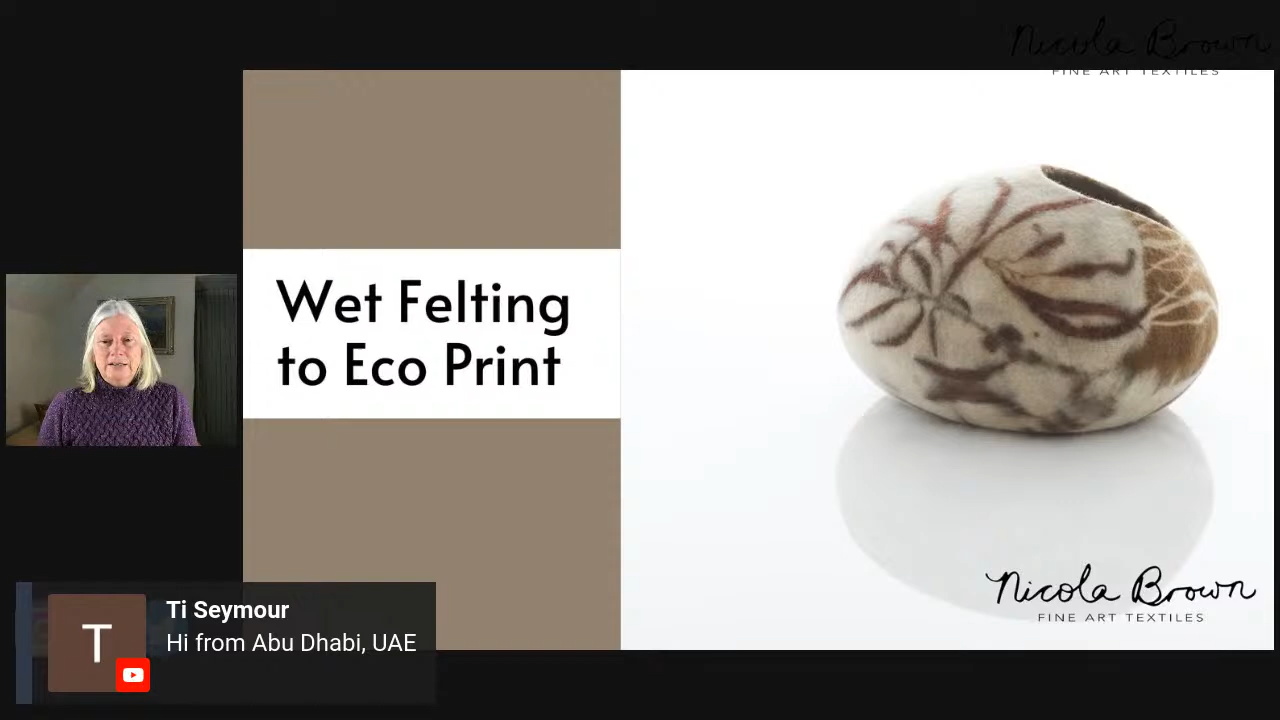 Nicola Brown
FINE ART TEXTILES
Wet Felting
to Eco Print
Nicola Brown
FINE ART TEXTILES
T
Ti Seymour
Hi from Abu Dhabi, UAE